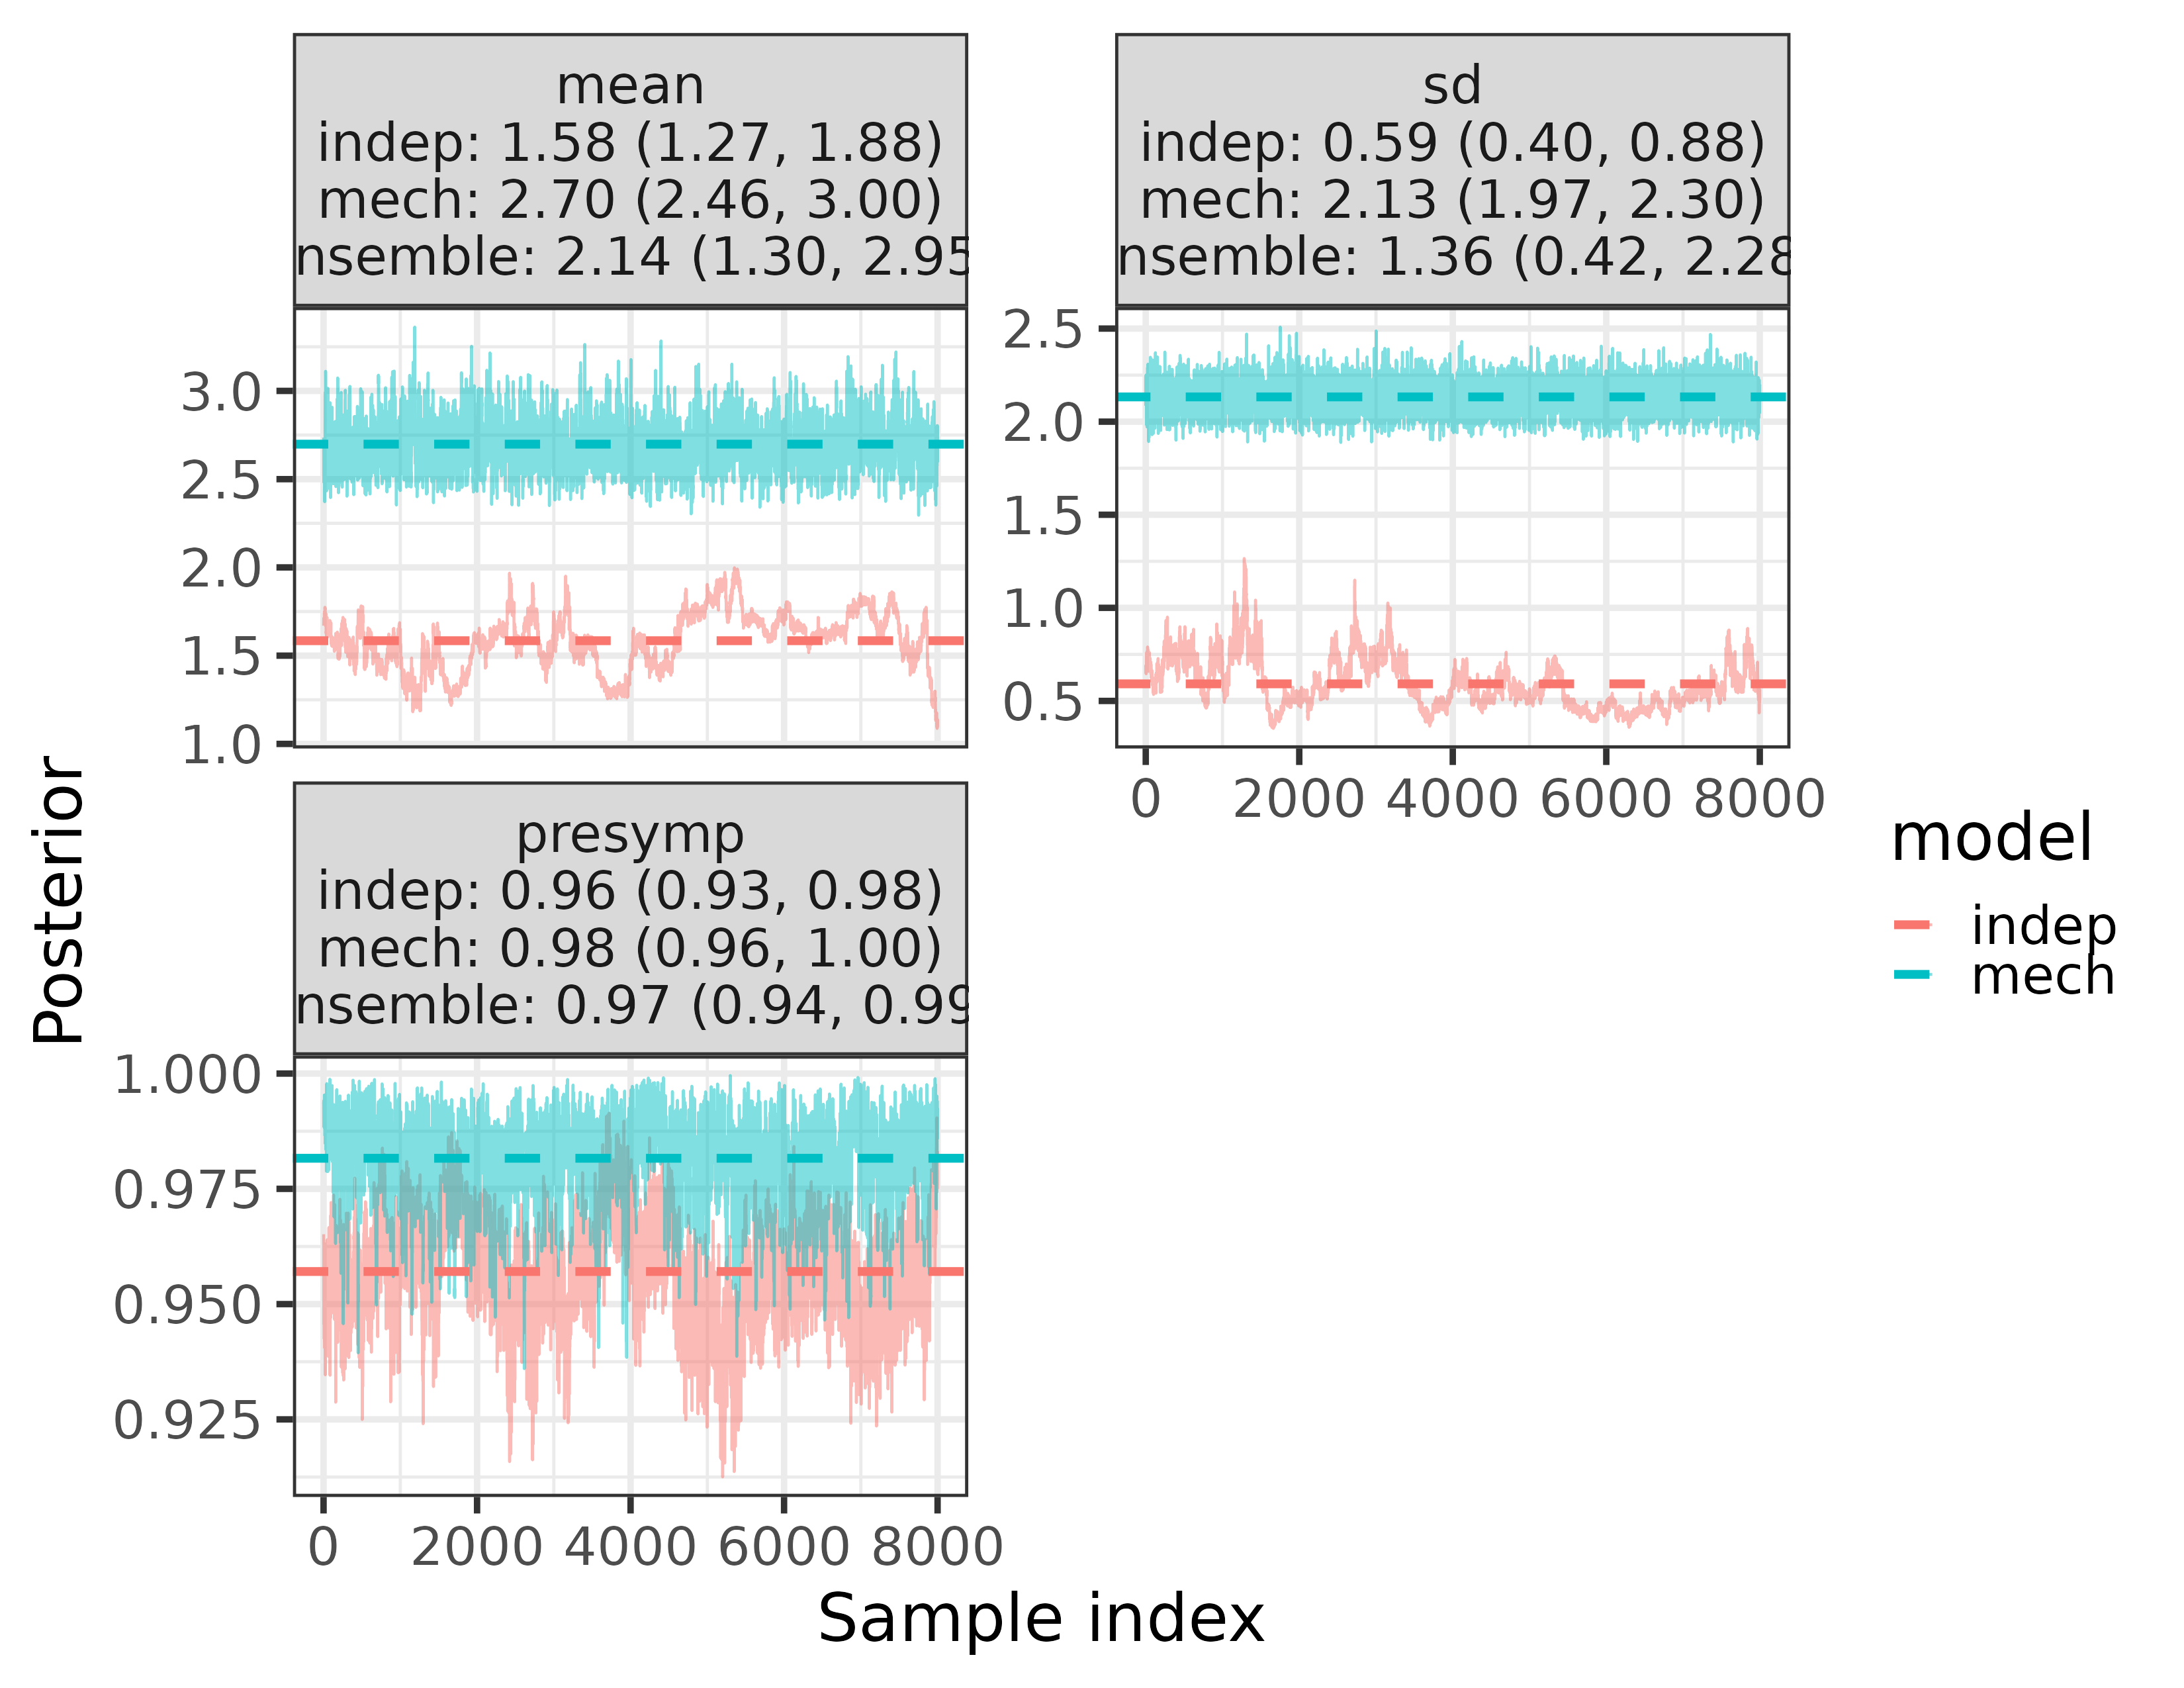 mean
indep: 1.58 (1.27, 1.88)
mech: 2.70 (2.46, 3.00)
nsemble: 2.14 (1.30, 2.95
sd
indep: 0.59 (0.40, 0.88)
mech: 2.13 (1.97, 2.30)
nsemble: 1.36 (0.42, 2.28
3.0
2.5
2.0
1.5
1.0
2.5
2.0
1.5
1.0
0.5
0 2000 4000 6000 8000
presymp
indep: 0.96 (0.93, 0.98)
mech: 0.98 (0.96, 1.00)
nsemble: 0.97 (0.94, 0.99
1.000
0.975
0.950
0.925
0 2000 4000 6000 8000
Posterior
Sample index
model
indep
mech